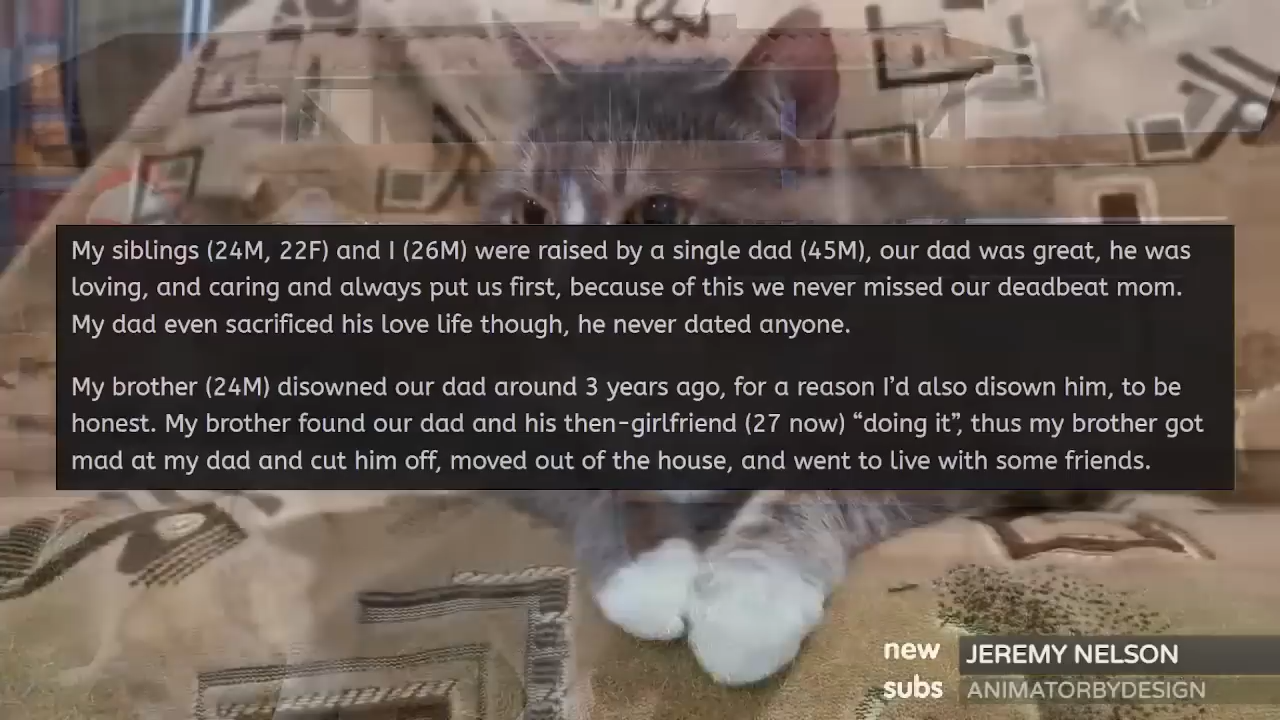 My siblings (24M, 22F) and I (26M) were raised by a single dad (45M), our dad was great, he was
loving, and caring and always put us first, because of this we never missed our deadbeat mom.
My dad even sacrificed his love life though, he never dated anyone.
My brother (24M) disowned our dad around 3 years ago, for a reason I’d also disown him, to be
honest. My brother found our dad and his then-girlfriend (27 now) “doing it”, thus my brother got
mad at my dad and cut him off, moved out of the house, and went to live with some friends.
new JEREMY NELSON
subs ANIMATORBYDESIGN